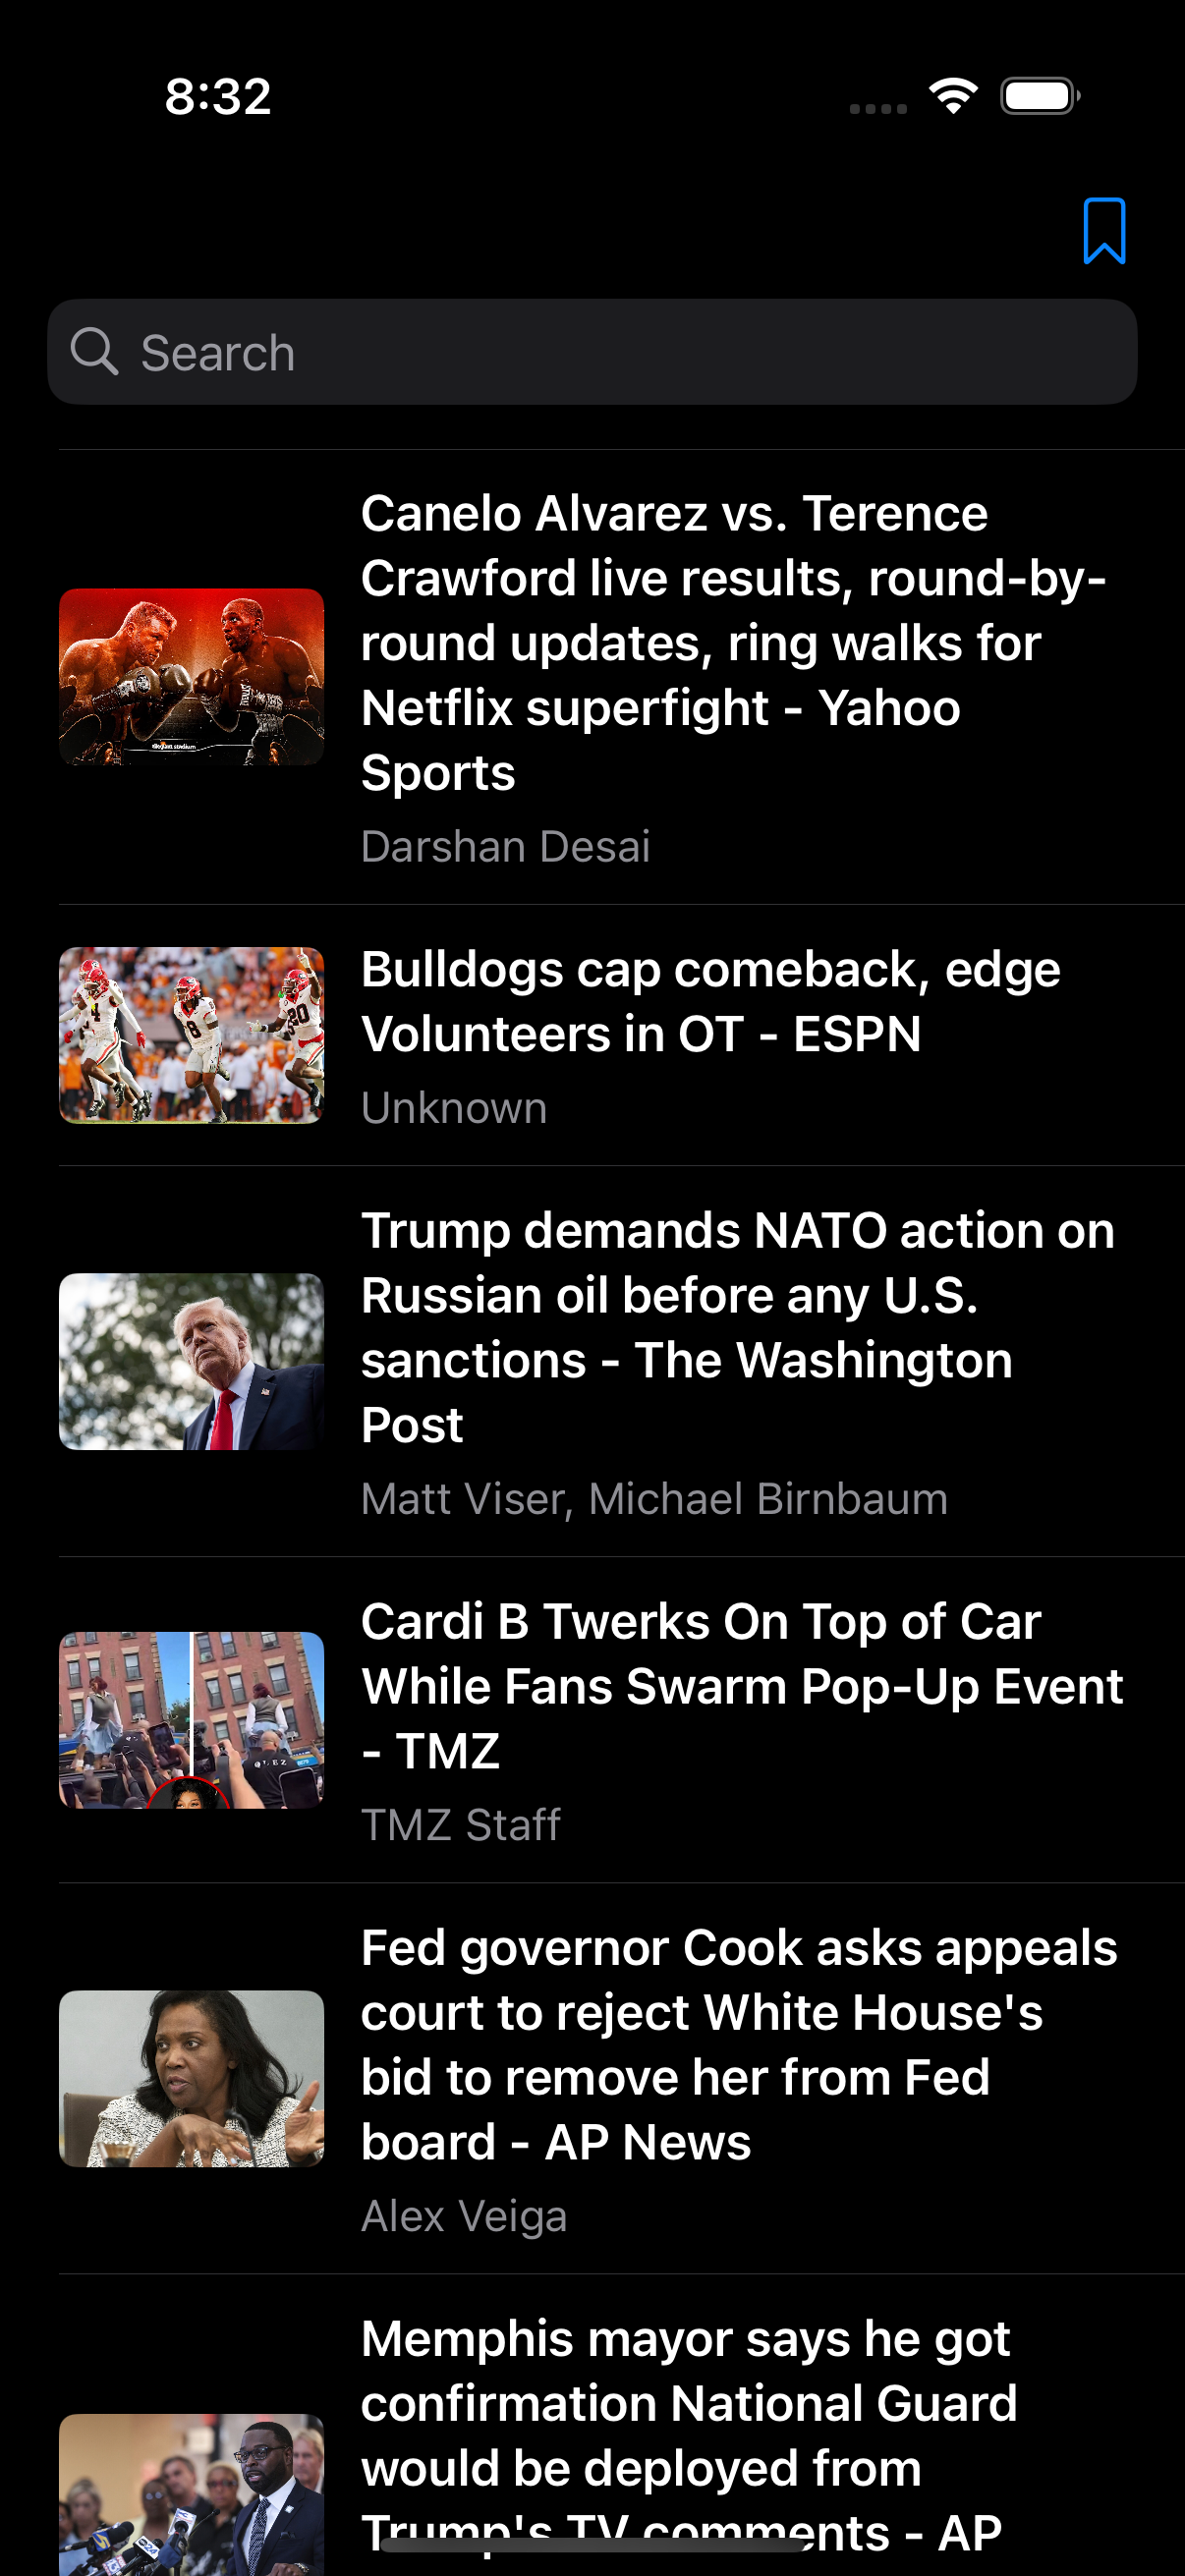 8:32
Search
Canelo Alvarez vs. Terence
Crawford live results, round-by-
round updates, ring walks for
Netflix superfight - Yahoo
Sports
Darshan Desai
Bulldogs cap comeback, edge
Volunteers in OT - ESPN
Unknown
Trump demands NATO action on
Russian oil before any U.S.
sanctions - The Washington
Post
Matt Viser, Michael Birnbaum
Cardi B Twerks On Top of Car
While Fans Swarm Pop-Up Event
- TMZ
TMZ Staff
Fed governor Cook asks appeals
court to reject White House's
bid to remove her from Fed
board - AP News
Alex Veiga
Memphis mayor says he got
confirmation National Guard
would be deployed from
Trump's TV comments - AP